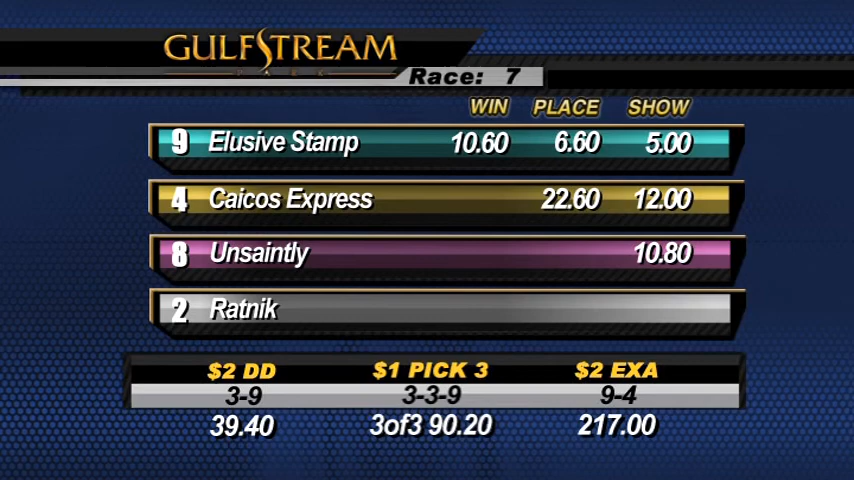 GULFSTREAM
PARK
Race: 7
WIN PLACE SHOW
9 Elusive Stamp 10.60 6.60 5.00
4 Caicos Express 22.60 12.00
8 Unsaintly 10.80
2 Ratnik
$2 DD $1 PICK 3 $2 EXA
3-9 3-3-9 9-4
39.40 3of3 90.20 217.00